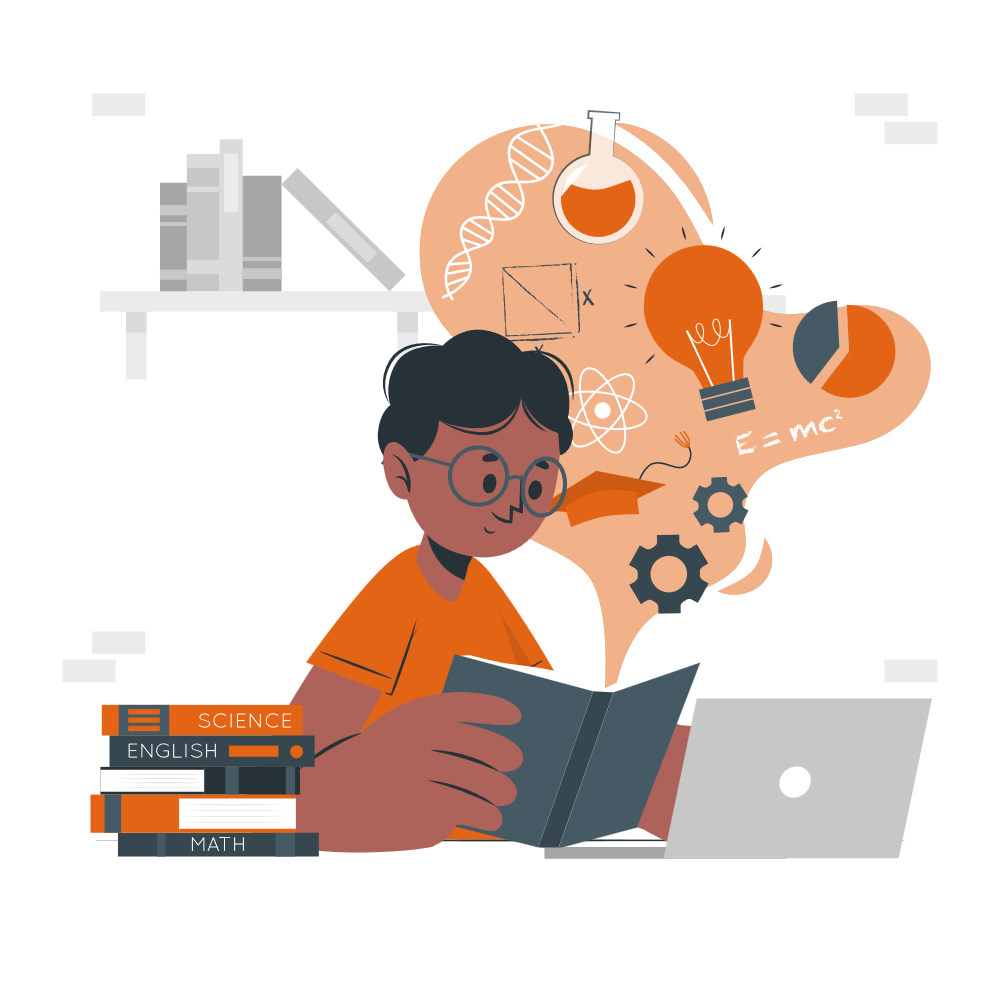 X
X
E = mc²
SCIENCE
ENGLISH
MATH